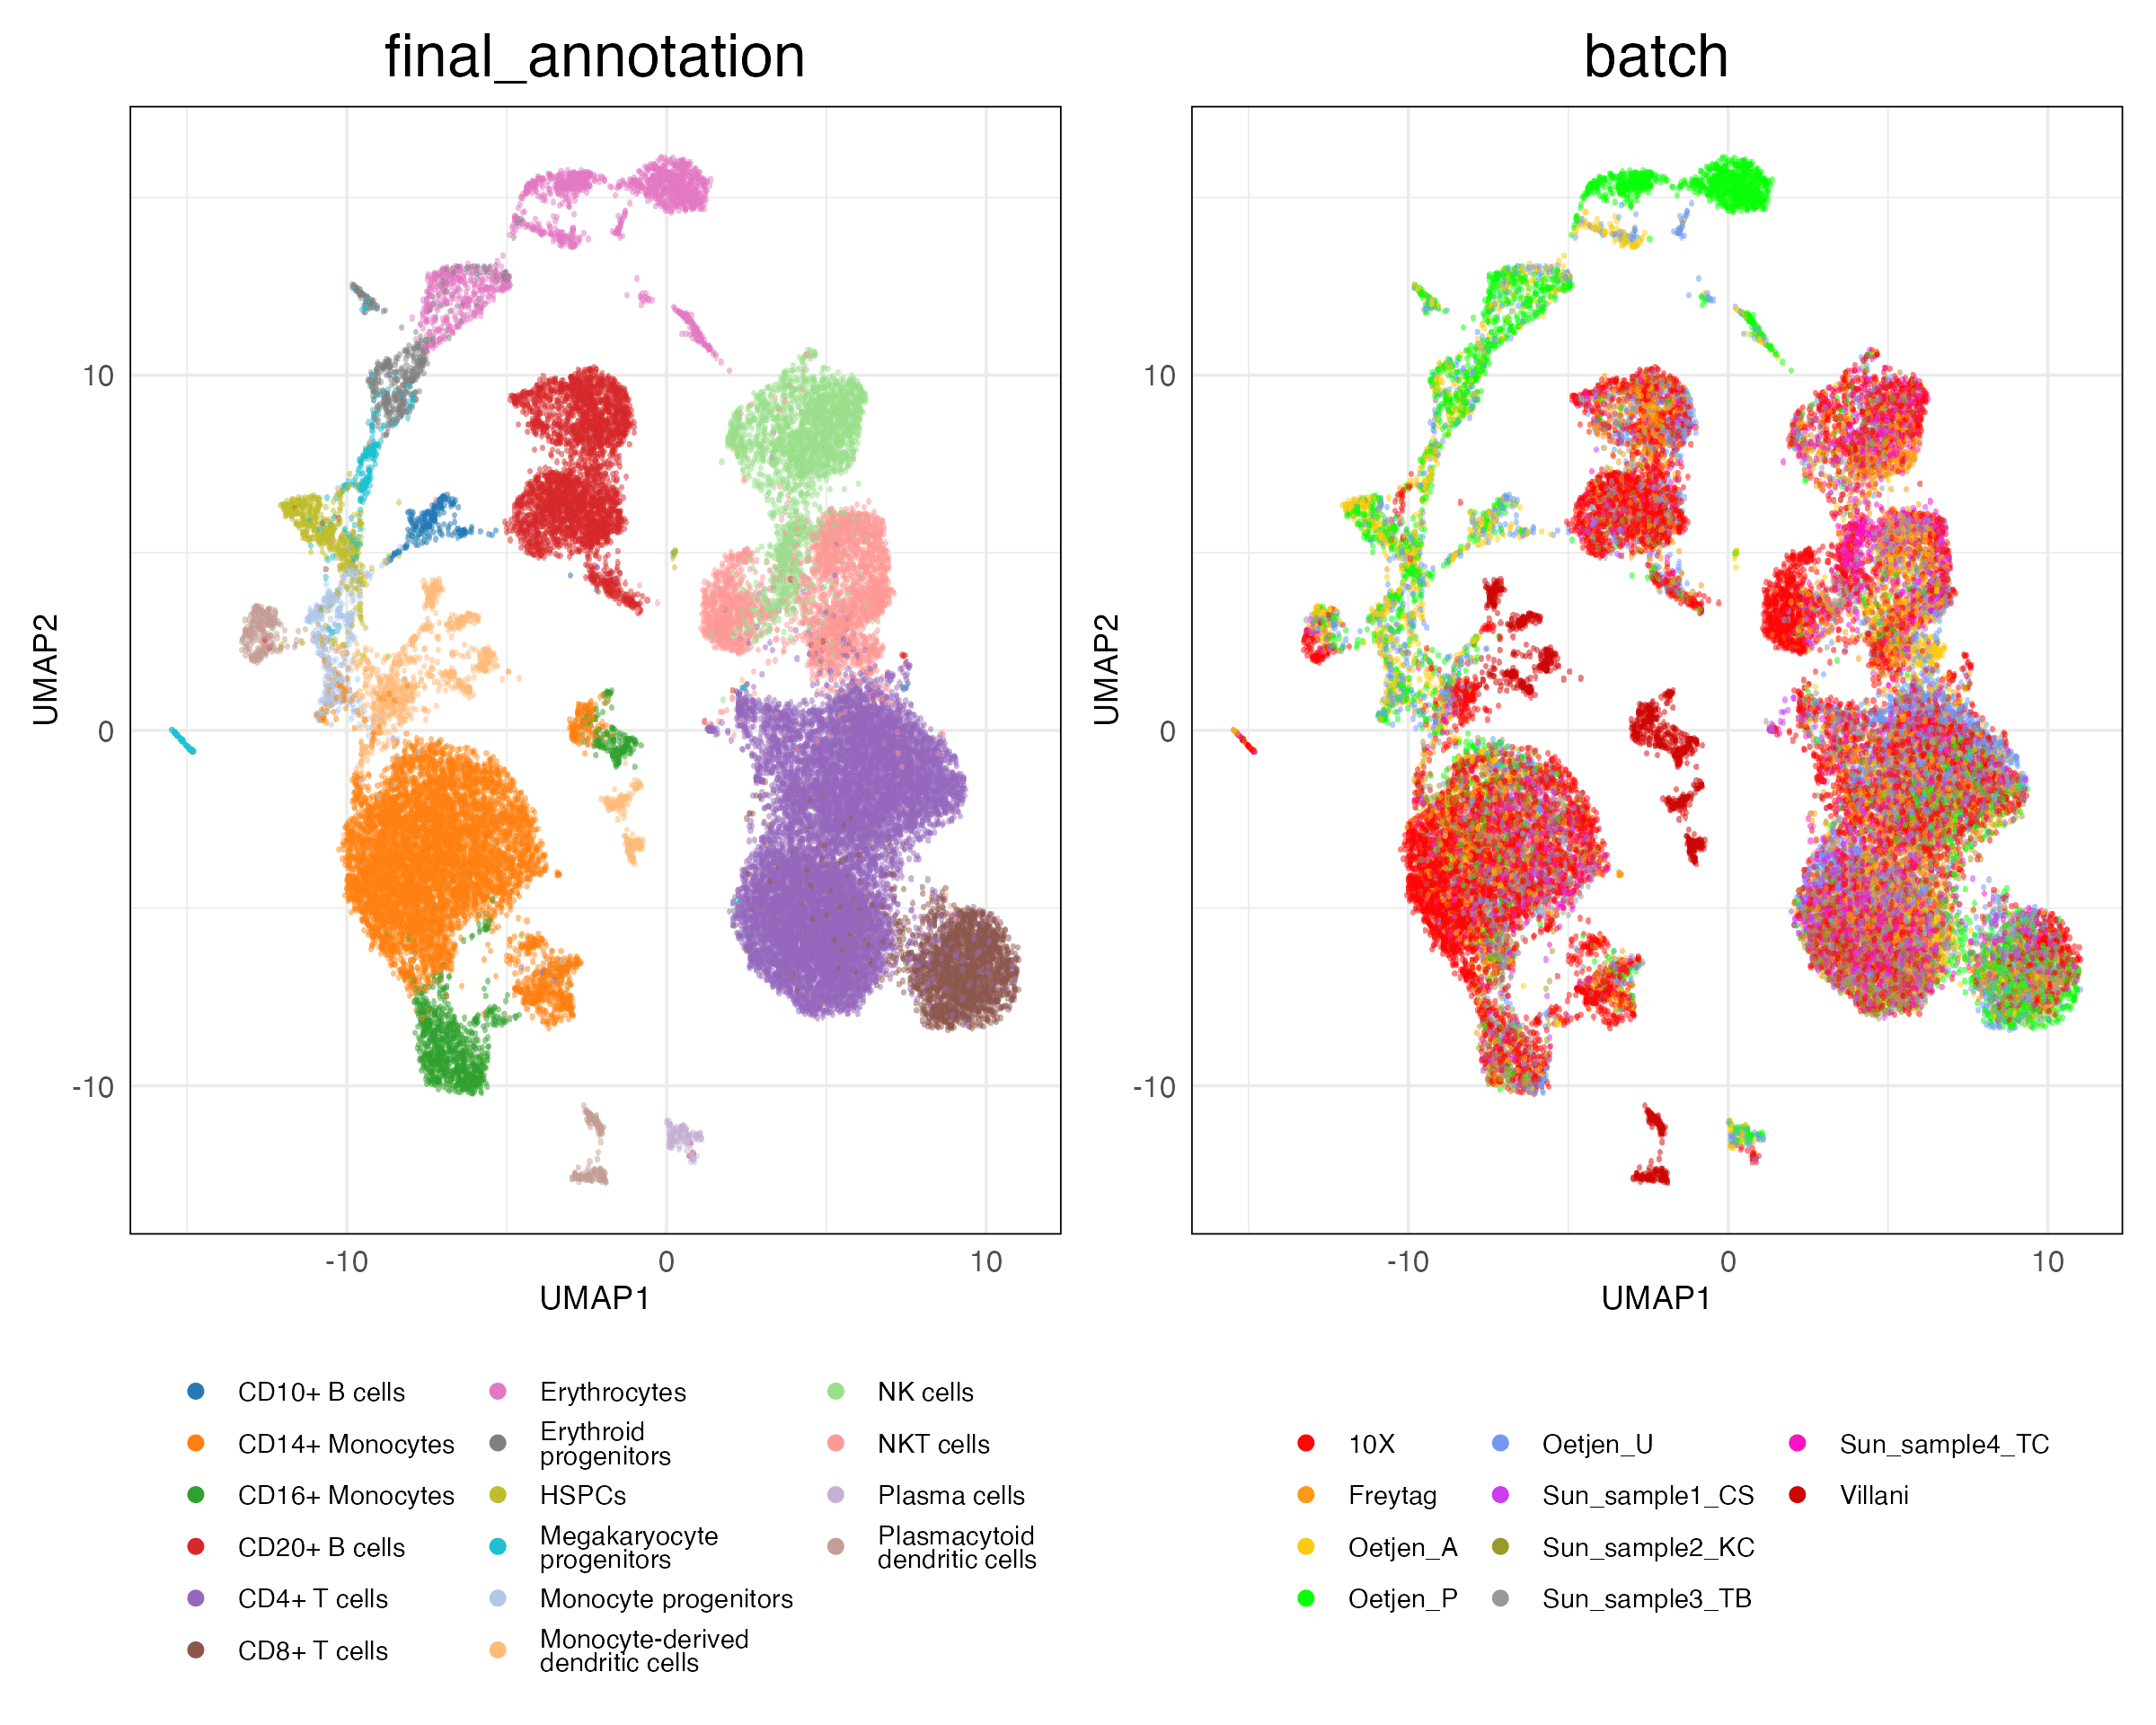 final_annotation
batch
UMAP2
10
0
-10
-10
0
10
UMAP1
UMAP2
10
0
-10
-10
0
10
UMAP1
CD10+ B cells
CD14+ Monocytes
CD16+ Monocytes
CD20+ B cells
CD4+ T cells
CD8+ T cells
Erythrocytes
Erythroid
progenitors
HSPCs
Megakaryocyte
progenitors
Monocyte progenitors
Monocyte-derived
dendritic cells
NK cells
NKT cells
Plasma cells
Plasmacytoid
dendritic cells
10X
Freytag
Oetjen_A
Oetjen_P
Oetjen_U
Sun_sample1_CS
Sun_sample2_KC
Sun_sample3_TB
Sun_sample4_TC
Villani